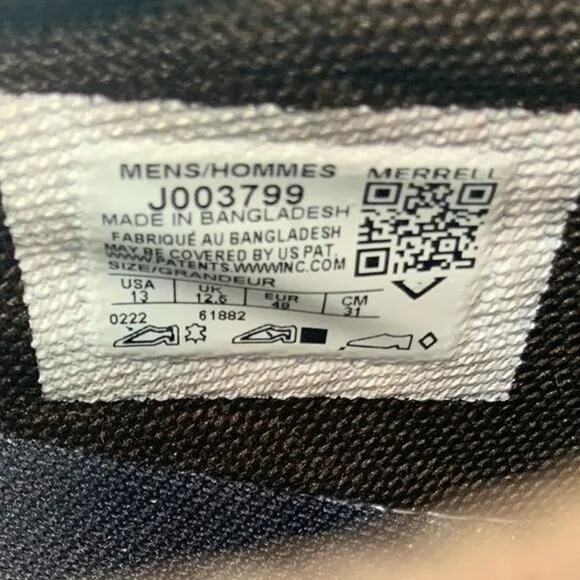 MENS/HOMMES MERRELL
J003799
MADE IN BANGLADESH
FABRIQUÉ AU BANGLADESH
MAY BE COVERED BY US PAT.
WWW.PATENTS.WWWINC.COM
SIZE/GRANDEUR
USA UK EUR CM
13 12.5 48 31
0222 61882